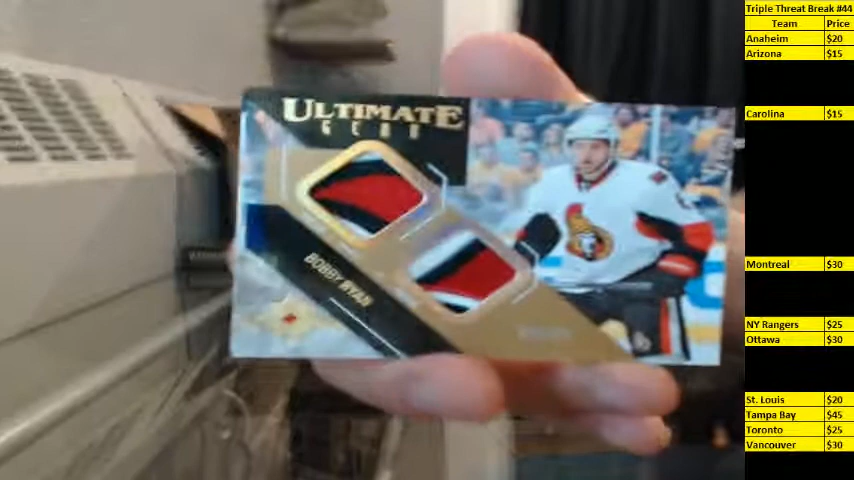 ULTIMATE
GEAR
BOBBY RYAN
Triple Threat Break #44
Team Price
Anaheim $20
Arizona $15
Carolina $15
Montreal $30
NY Rangers $25
Ottawa $30
St. Louis $20
Tampa Bay $45
Toronto $25
Vancouver $30